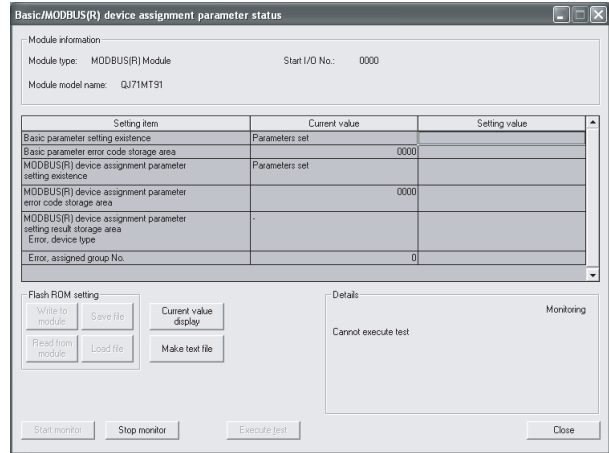 Basic/MODBUS(R) device assignment parameter status
Module information
Module type: MODBUS(R) Module Start I/O No.: 0000
Module model name: QJ71MT91
Setting item Current value Setting value
Basic parameter setting existence Parameters set
Basic parameter error code storage area 0000
MODBUS(R) device assignment parameter Parameters set
setting existence
MODBUS(R) device assignment parameter 0000
error code storage area
MODBUS(R) device assignment parameter -
setting result storage area
Error, device type
Error, assigned group No. 0
Flash ROM setting
Write to
module
Save file
Current value
display
Read from
module
Load file
Make text file
Details
Monitoring
Cannot execute test
Start monitor Stop monitor Execute test Close